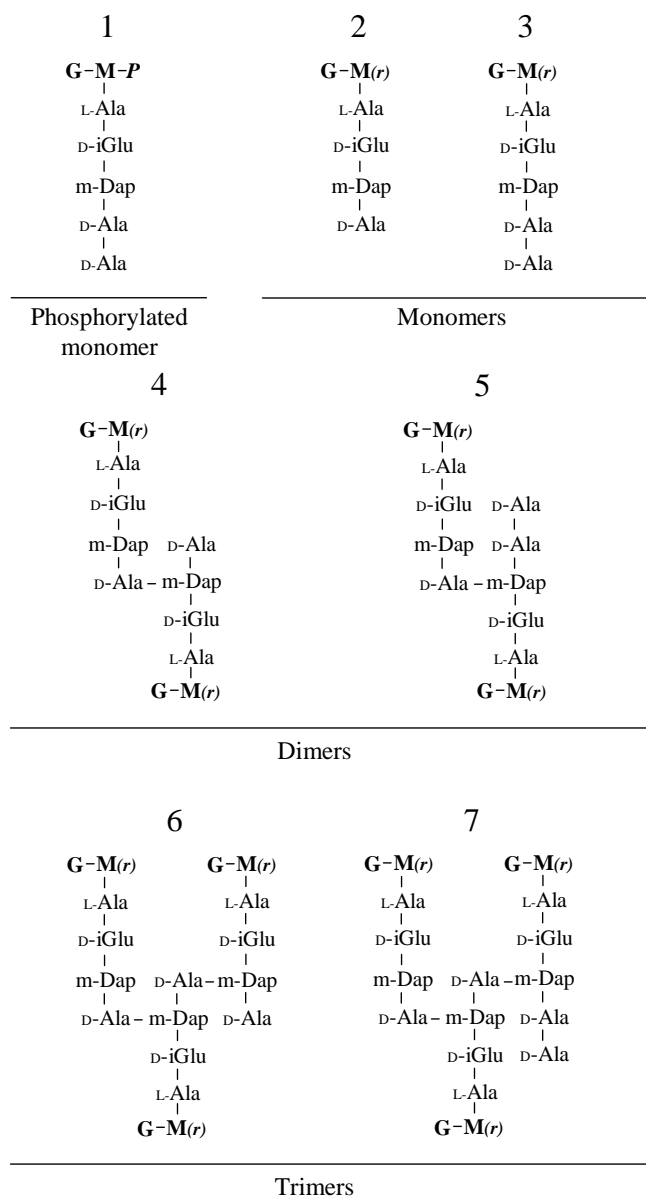 1
2
3
G–M–P
G–M(r)
G–M(r)
L-Ala
L-Ala
L-Ala
D-iGlu
D-iGlu
D-iGlu
m-Dap
m-Dap
m-Dap
D-Ala
D-Ala
D-Ala
D-Ala
D-Ala
Phosphorylated
monomer
Monomers
4
5
G–M(r)
G–M(r)
L-Ala
L-Ala
D-iGlu
D-iGlu D-Ala
m-Dap D-Ala
m-Dap D-Ala
D-Ala – m-Dap
D-Ala – m-Dap
D-iGlu
D-iGlu
L-Ala
L-Ala
G–M(r)
G–M(r)
Dimers
6
7
G–M(r) G–M(r)
G–M(r) G–M(r)
L-Ala L-Ala
L-Ala L-Ala
D-iGlu D-iGlu
D-iGlu D-iGlu
m-Dap D-Ala–m-Dap
m-Dap D-Ala–m-Dap
D-Ala– m-Dap D-Ala
D-Ala– m-Dap D-Ala
D-iGlu
D-iGlu D-Ala
L-Ala
L-Ala
G–M(r)
G–M(r)
Trimers